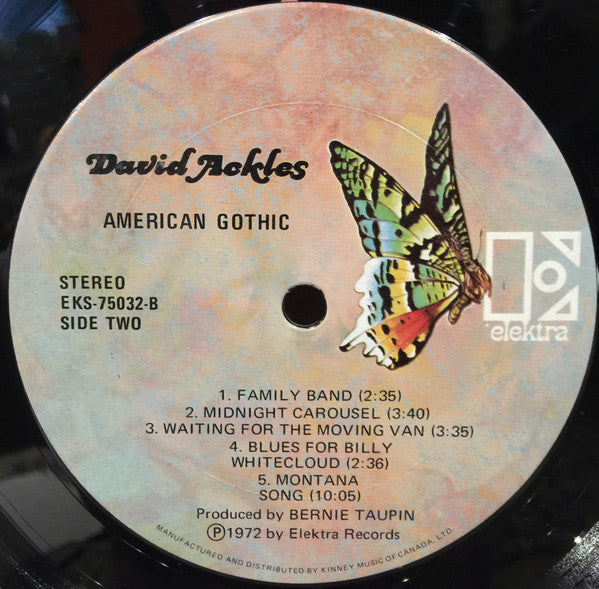 David Ackles
AMERICAN GOTHIC
STEREO
EKS-75032-B
SIDE TWO
elektra
1. FAMILY BAND (2:35)
2. MIDNIGHT CAROUSEL (3:40)
3. WAITING FOR THE MOVING VAN (3:35)
4. BLUES FOR BILLY
WHITECLOUD (2:36)
5. MONTANA
SONG (10:05)
Produced by BERNIE TAUPIN
Ⓟ1972 by Elektra Records
MANUFACTURED AND DISTRIBUTED BY KINNEY MUSIC OF CANADA, LTD.